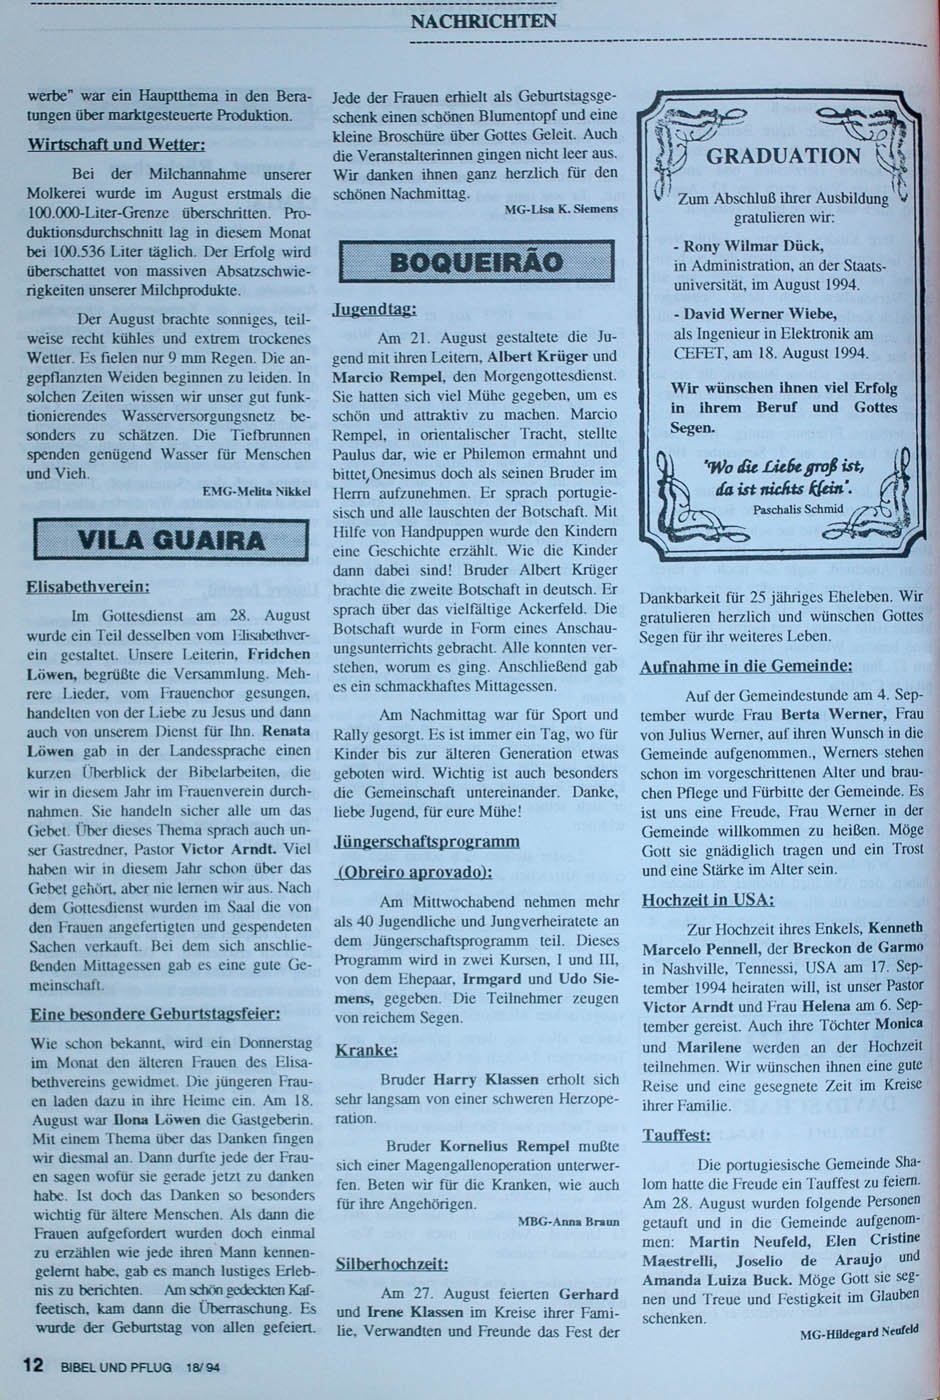 NACHRICHTEN
werbe" war ein Hauptthema in den Bera-
tungen über marktgesteuerte Produktion.
Wirtschaft und Wetter:
Bei der Milchannahme unserer
Molkerei wurde im August erstmals die
100.000-Liter-Grenze überschritten. Pro-
duktionsdurchschnitt lag in diesem Monat
bei 100.536 Liter täglich. Der Erfolg wird
überschattet von massiven Absatzschwie-
rigkeiten unserer Milchprodukte.
Der August brachte sonniges, teil-
weise recht kühles und extrem trockenes
Wetter. Es fielen nur 9 mm Regen. Die an-
gepflanzten Weiden beginnen zu leiden. In
solchen Zeiten wissen wir unser gut funk-
tionierendes Wasserversorgungsnetz be-
sonders zu schätzen. Die Tiefbrunnen
spenden genügend Wasser für Menschen
und Vieh.
EMG-Melita Nikkel
VILA GUAIRA
Elisabethverein:
Im Gottesdienst am 28. August
wurde ein Teil desselben vom Elisabethver-
ein gestaltet. Unsere Leiterin, Fridchen
Löwen, begrüßte die Versammlung. Meh-
rere Lieder, vom Frauenchor gesungen,
handelten von der Liebe zu Jesus und dann
auch von unserem Dienst für Ihn. Renata
Löwen gab in der Landessprache einen
kurzen Überblick der Bibelarbeiten, die
wir in diesem Jahr im Frauenverein durch-
nahmen. Sie handeln sicher alle um das
Gebet. Über dieses Thema sprach auch un-
ser Gastredner, Pastor Victor Arndt. Viel
haben wir in diesem Jahr schon über das
Gebet gehört, aber nie lernen wir aus. Nach
dem Gottesdienst wurden im Saal die von
den Frauen angefertigten und gespendeten
Sachen verkauft. Bei dem sich anschlie-
ßenden Mittagessen gab es eine gute Ge-
meinschaft.
Eine besondere Geburtstagsfeier:
Wie schon bekannt, wird ein Donnerstag
im Monat den älteren Frauen des Elisa-
bethvereins gewidmet. Die jüngeren Frau-
en laden dazu in ihre Heime ein. Am 18.
August war Ilona Löwen die Gastgeberin.
Mit einem Thema über das Danken fingen
wir diesmal an. Dann durfte jede der Frau-
en sagen wofür sie gerade jetzt zu danken
habe. Ist doch das Danken so besonders
wichtig für ältere Menschen. Als dann die
Frauen aufgefordert wurden doch einmal
zu erzählen wie jede ihren Mann kennen-
gelernt habe, gab es manch lustiges Erleb-
nis zu berichten. Am schön gedeckten Kaf-
feetisch, kam dann die Überraschung. Es
wurde der Geburtstag von allen gefeiert.
Jede der Frauen erhielt als Geburtstagsge-
schenk einen schönen Blumentopf und eine
kleine Broschüre über Gottes Geleit. Auch
die Veranstalterinnen gingen nicht leer aus.
Wir danken ihnen ganz herzlich für den
schönen Nachmittag.
MG-Lisa K. Siemens
BOQUEIRÃO
Jugendtag:
Am 21. August gestaltete die Ju-
gend mit ihren Leitern, Albert Krüger und
Marcio Rempel, den Morgengottesdienst.
Sie hatten sich viel Mühe gegeben, um es
schön und attraktiv zu machen. Marcio
Rempel, in orientalischer Tracht, stellte
Paulus dar, wie er Philemon ermahnt und
bittet, Onesimus doch als seinen Bruder im
Herrn aufzunehmen. Er sprach portugie-
sisch und alle lauschten der Botschaft. Mit
Hilfe von Handpuppen wurde den Kindern
eine Geschichte erzählt. Wie die Kinder
dann dabei sind! Bruder Albert Krüger
brachte die zweite Botschaft in deutsch. Er
sprach über das vielfältige Ackerfeld. Die
Botschaft wurde in Form eines Anschau-
ungsunterrichts gebracht. Alle konnten ver-
stehen, worum es ging. Anschließend gab
es ein schmackhaftes Mittagessen.
Am Nachmittag war für Sport und
Rally gesorgt. Es ist immer ein Tag, wo für
Kinder bis zur älteren Generation etwas
geboten wird. Wichtig ist auch besonders
die Gemeinschaft untereinander. Danke,
liebe Jugend, für eure Mühe!
Jüngerschaftsprogramm
(Obreiro aprovado):
Am Mittwochabend nehmen mehr
als 40 Jugendliche und Jungverheiratete an
dem Jüngerschaftsprogramm teil. Dieses
Programm wird in zwei Kursen, I und III,
von dem Ehepaar, Irmgard und Udo Sie-
mens, gegeben. Die Teilnehmer zeugen
von reichem Segen.
Kranke:
Bruder Harry Klassen erholt sich
sehr langsam von einer schweren Herzope-
ration.
Bruder Kornelius Rempel mußte
sich einer Magengallenoperation unterwer-
fen. Beten wir für die Kranken, wie auch
für ihre Angehörigen.
MBG-Anna Braun
Silberhochzeit:
Am 27. August feierten Gerhard
und Irene Klassen im Kreise ihrer Fami-
lie, Verwandten und Freunde das Fest der
GRADUATION
Zum Abschluß ihrer Ausbildung
gratulieren wir:
- Rony Wilmar Dück,
in Administration, an der Staats-
universität, im August 1994.
- David Werner Wiebe,
als Ingenieur in Elektronik am
CEFET, am 18. August 1994.
Wir wünschen ihnen viel Erfolg
in ihrem Beruf und Gottes
Segen.
"Wo die Liebe groß ist,
da ist nichts klein".
Paschalis Schmid
Dankbarkeit für 25 jähriges Eheleben. Wir
gratulieren herzlich und wünschen Gottes
Segen für ihr weiteres Leben.
Aufnahme in die Gemeinde:
Auf der Gemeindestunde am 4. Sep-
tember wurde Frau Berta Werner, Frau
von Julius Werner, auf ihren Wunsch in die
Gemeinde aufgenommen., Werners stehen
schon im vorgeschrittenen Alter und brau-
chen Pflege und Fürbitte der Gemeinde. Es
ist uns eine Freude, Frau Werner in der
Gemeinde willkommen zu heißen. Möge
Gott sie gnädiglich tragen und ein Trost
und eine Stärke im Alter sein.
Hochzeit in USA:
Zur Hochzeit ihres Enkels, Kenneth
Marcelo Pennell, der Breckon de Garmo
in Nashville, Tennessi, USA am 17. Sep-
tember 1994 heiraten will, ist unser Pastor
Victor Arndt und Frau Helena am 6. Sep-
tember gereist. Auch ihre Töchter Monica
und Marilene werden an der Hochzeit
teilnehmen. Wir wünschen ihnen eine gute
Reise und eine gesegnete Zeit im Kreise
ihrer Familie.
Tauffest:
Die portugiesische Gemeinde Sha-
lom hatte die Freude ein Tauffest zu feiern.
Am 28. August wurden folgende Personen
getauft und in die Gemeinde aufgenom-
men: Martin Neufeld, Elen Cristine
Maestrelli, Joselio de Araujo und
Amanda Luiza Buck. Möge Gott sie seg-
nen und Treue und Festigkeit im Glauben
schenken.
MG-Hildegard Neufeld
12 BIBEL UND PFLUG 18/94